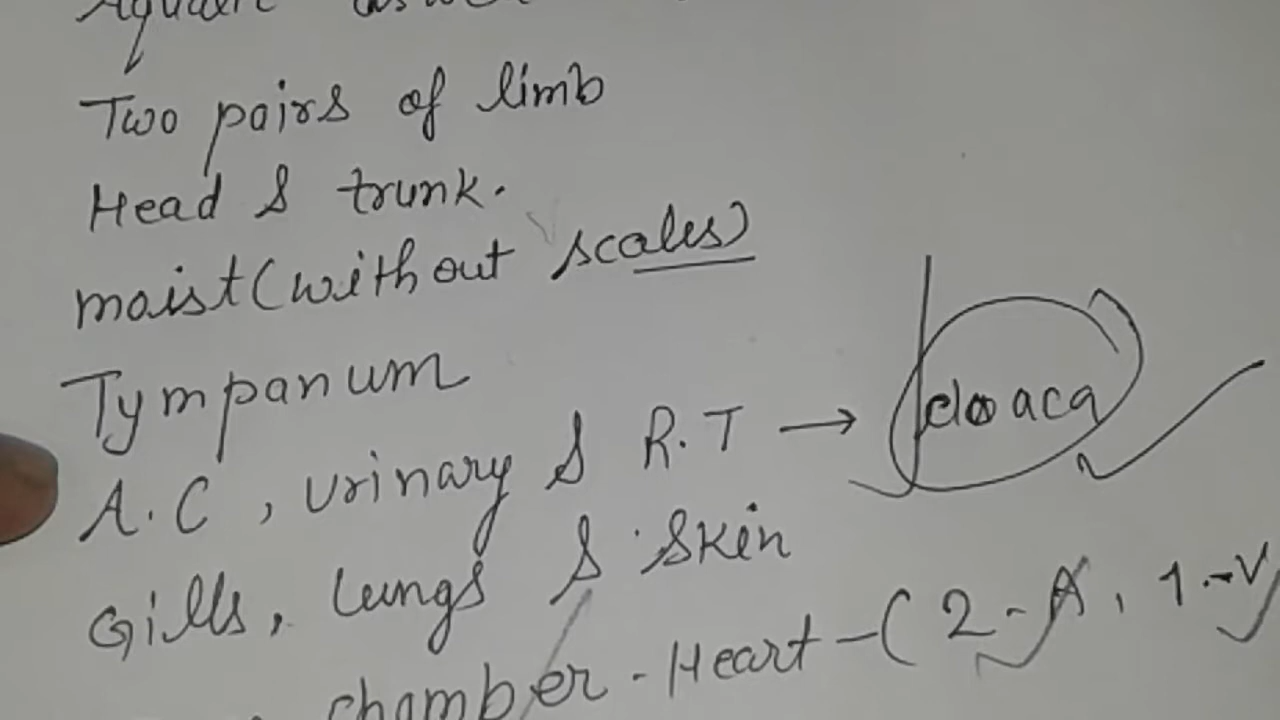 Two pairs of limb
Head & trunk.
moist (without scales)
Tympanum
A.C, urinary & R.T → cloaca
Gills, Lungs & Skin
chamber - Heart - (2 - A, 1 - V